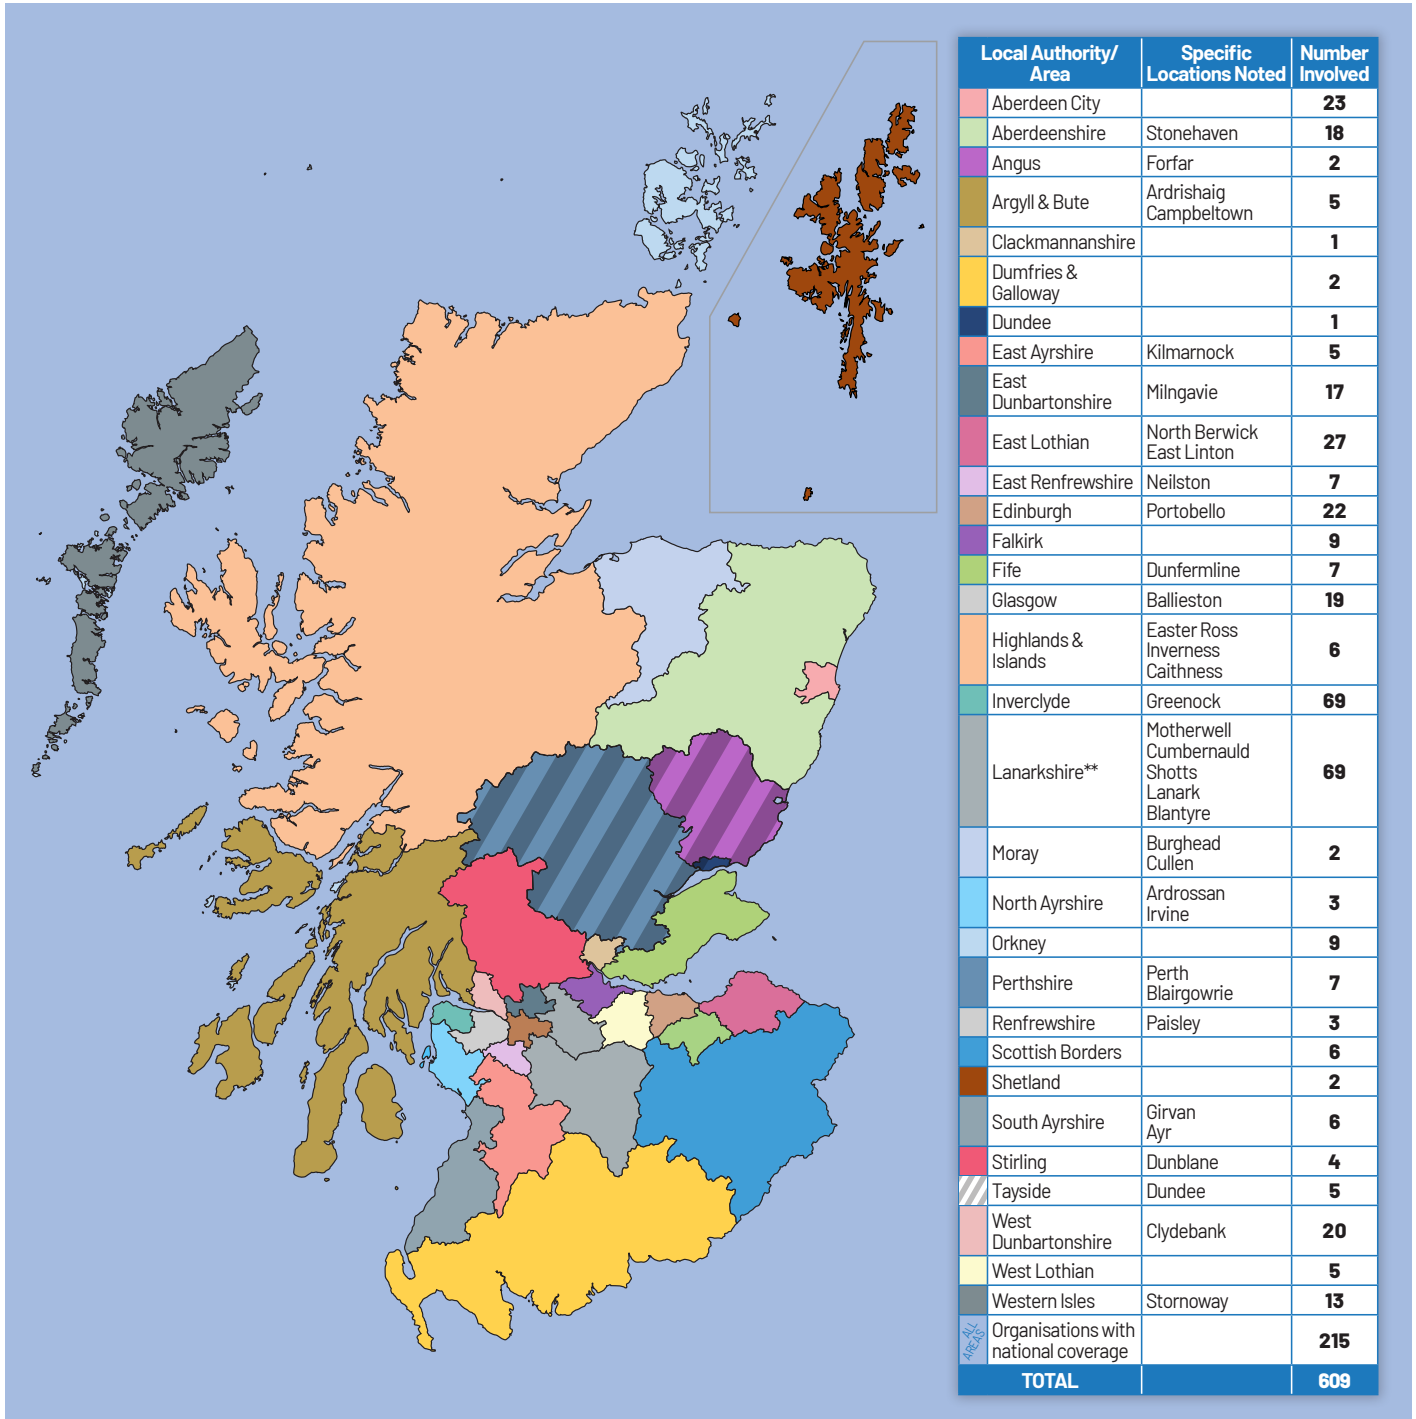 Local Authority/
Area
Specific
Locations Noted
Number
Involved
Aberdeen City 23
Aberdeenshire Stonehaven 18
Angus Forfar 2
Argyll & Bute Ardrishaig
Campbeltown 5
Clackmannanshire 1
Dumfries &
Galloway 2
Dundee 1
East Ayrshire Kilmarnock 5
East
Dunbartonshire Milngavie 17
East Lothian North Berwick
East Linton 27
East Renfrewshire Neilston 7
Edinburgh Portobello 22
Falkirk 9
Fife Dunfermline 7
Glasgow Ballieston 19
Highlands &
Islands
Easter Ross
Inverness
Caithness 6
Inverclyde Greenock 69
Lanarkshire**
Motherwell
Cumbernauld
Shotts
Lanark
Blantyre
69
Moray Burghead
Cullen 2
North Ayrshire Ardrossan
Irvine 3
Orkney 9
Perthshire Perth
Blairgowrie 7
Renfrewshire Paisley 3
Scottish Borders 6
Shetland 2
South Ayrshire Girvan
Ayr 6
Stirling Dunblane 4
Tayside Dundee 5
West
Dunbartonshire Clydebank 20
West Lothian 5
Western Isles Stornoway 13
ALL
AREAS
Organisations with
national coverage 215
TOTAL 609